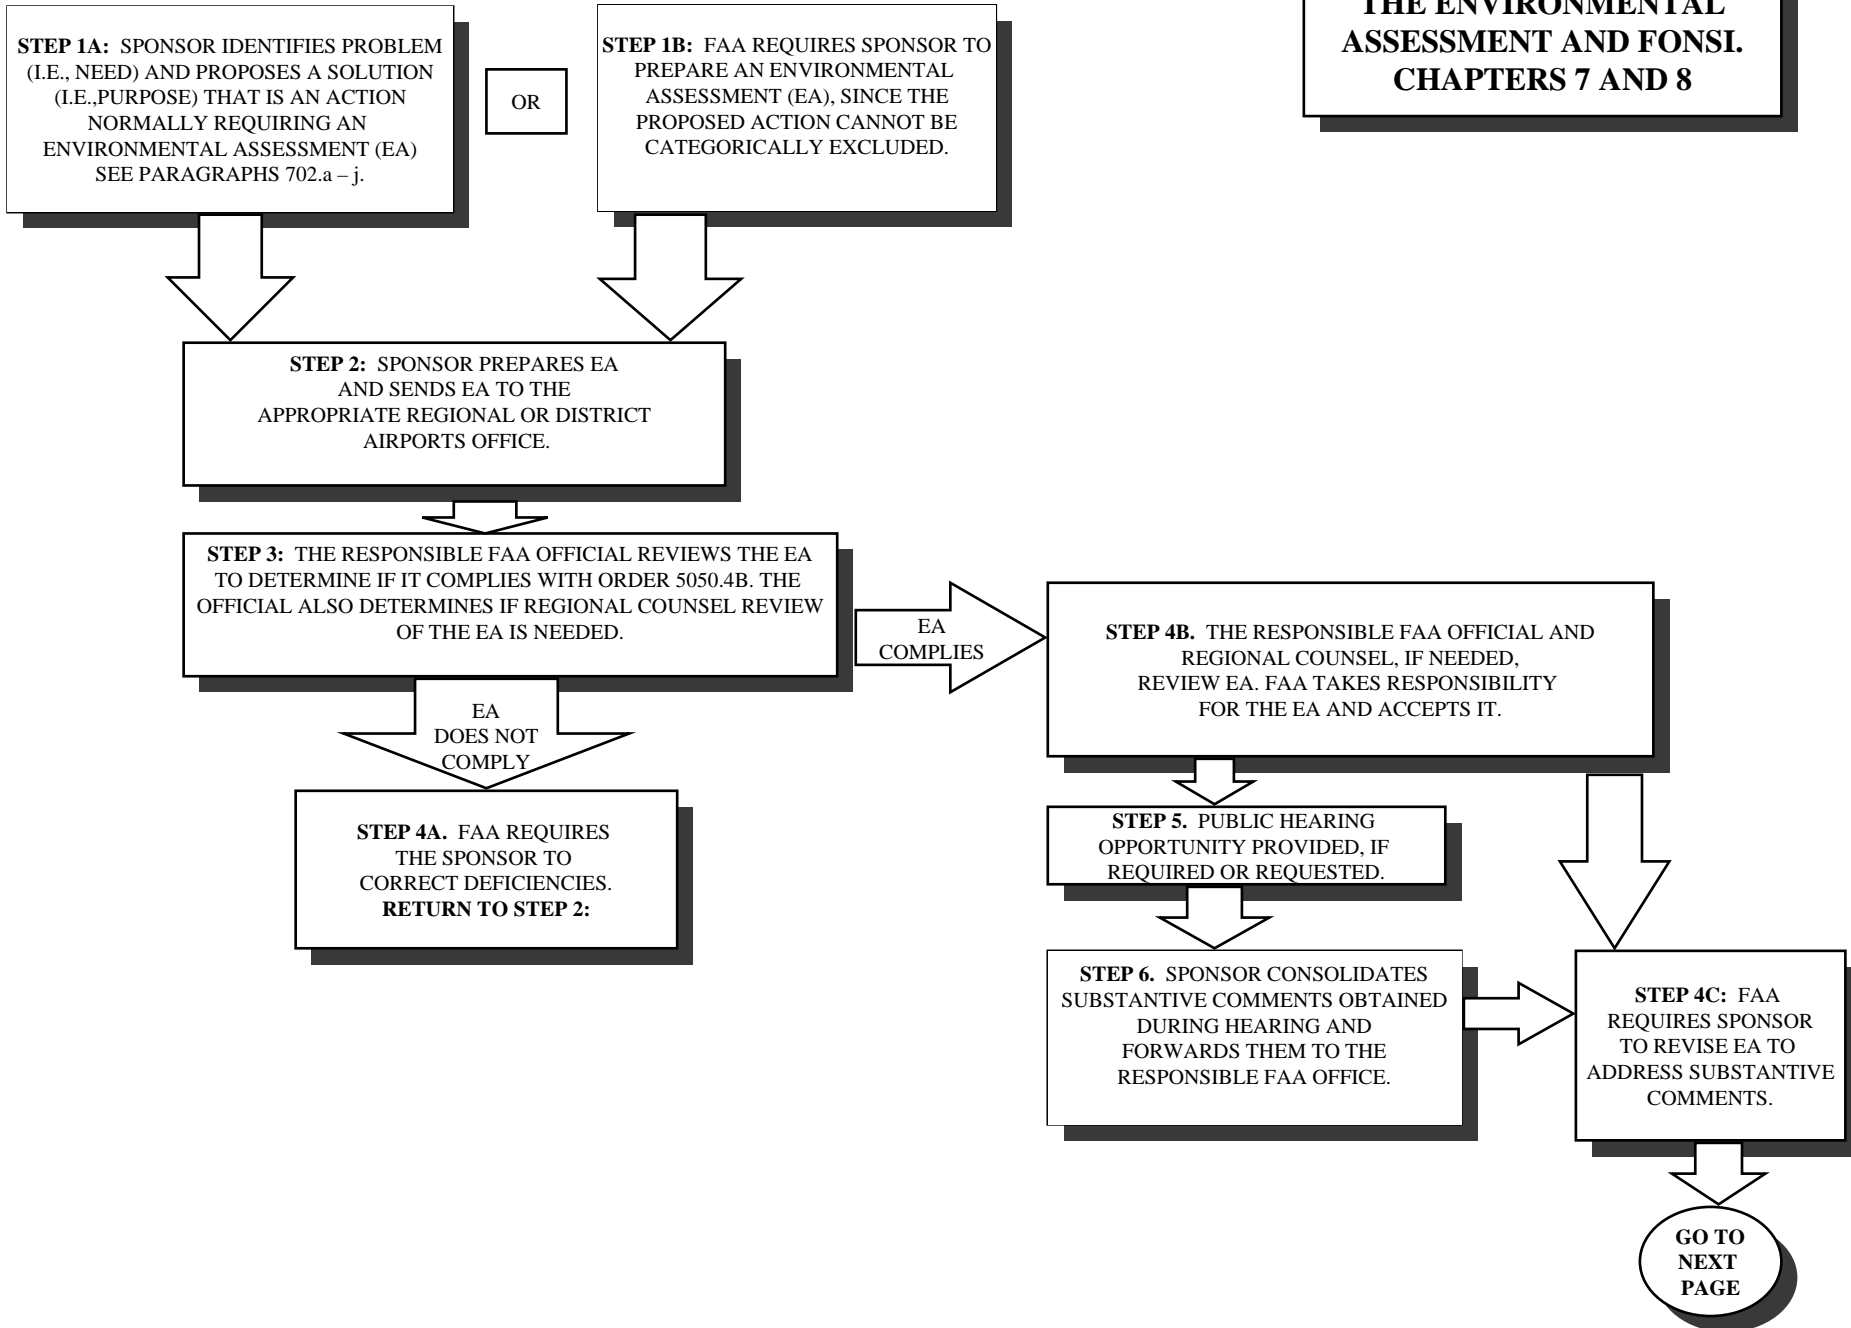 THE ENVIRONMENTAL
ASSESSMENT AND FONSI.
CHAPTERS 7 AND 8
STEP 1A: SPONSOR IDENTIFIES PROBLEM
(I.E., NEED) AND PROPOSES A SOLUTION
(I.E.,PURPOSE) THAT IS AN ACTION
NORMALLY REQUIRING AN
ENVIRONMENTAL ASSESSMENT (EA)
SEE PARAGRAPHS 702.a – j.
OR
STEP 1B: FAA REQUIRES SPONSOR TO
PREPARE AN ENVIRONMENTAL
ASSESSMENT (EA), SINCE THE
PROPOSED ACTION CANNOT BE
CATEGORICALLY EXCLUDED.
STEP 2: SPONSOR PREPARES EA
AND SENDS EA TO THE
APPROPRIATE REGIONAL OR DISTRICT
AIRPORTS OFFICE.
STEP 3: THE RESPONSIBLE FAA OFFICIAL REVIEWS THE EA
TO DETERMINE IF IT COMPLIES WITH ORDER 5050.4B. THE
OFFICIAL ALSO DETERMINES IF REGIONAL COUNSEL REVIEW
OF THE EA IS NEEDED.
EA
COMPLIES
EA
DOES NOT
COMPLY
STEP 4A. FAA REQUIRES
THE SPONSOR TO
CORRECT DEFICIENCIES.
RETURN TO STEP 2:
STEP 4B. THE RESPONSIBLE FAA OFFICIAL AND
REGIONAL COUNSEL, IF NEEDED,
REVIEW EA. FAA TAKES RESPONSIBILITY
FOR THE EA AND ACCEPTS IT.
STEP 5. PUBLIC HEARING
OPPORTUNITY PROVIDED, IF
REQUIRED OR REQUESTED.
STEP 6. SPONSOR CONSOLIDATES
SUBSTANTIVE COMMENTS OBTAINED
DURING HEARING AND
FORWARDS THEM TO THE
RESPONSIBLE FAA OFFICE.
STEP 4C: FAA
REQUIRES SPONSOR
TO REVISE EA TO
ADDRESS SUBSTANTIVE
COMMENTS.
GO TO
NEXT
PAGE